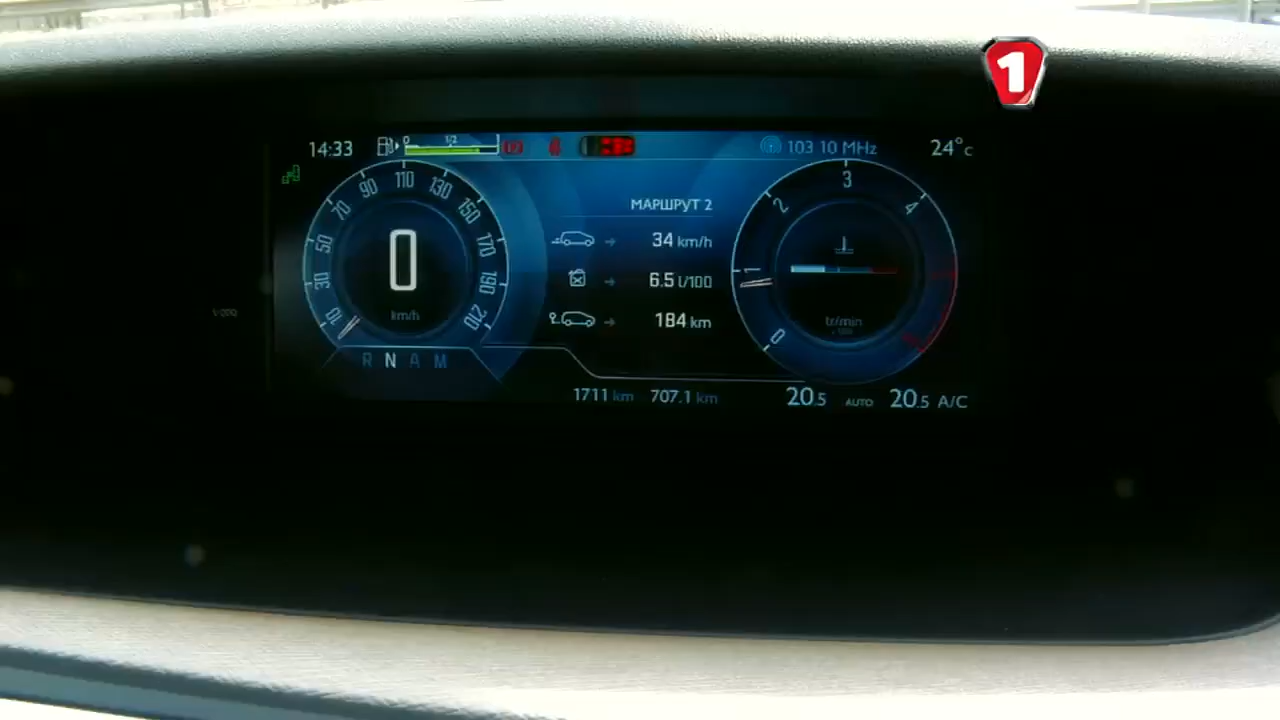 1
14:33 0 1/2 103 10 MHz 24°C
10 30 50 70 90 110 130 150 170 190 210
0
km/h
R N A M
МАРШРУТ 2
34 km/h
6.5 l/100
184 km
0 1 2 3 4
tr/min
1711 km 707.1 km
20.5 AUTO 20.5 A/C